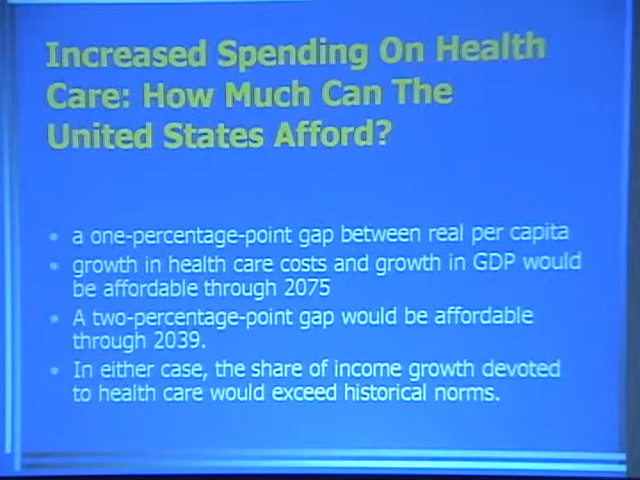 Increased Spending On Health
Care: How Much Can The
United States Afford?
• a one-percentage-point gap between real per capita
• growth in health care costs and growth in GDP would
be affordable through 2075
• A two-percentage-point gap would be affordable
through 2039.
• In either case, the share of income growth devoted
to health care would exceed historical norms.